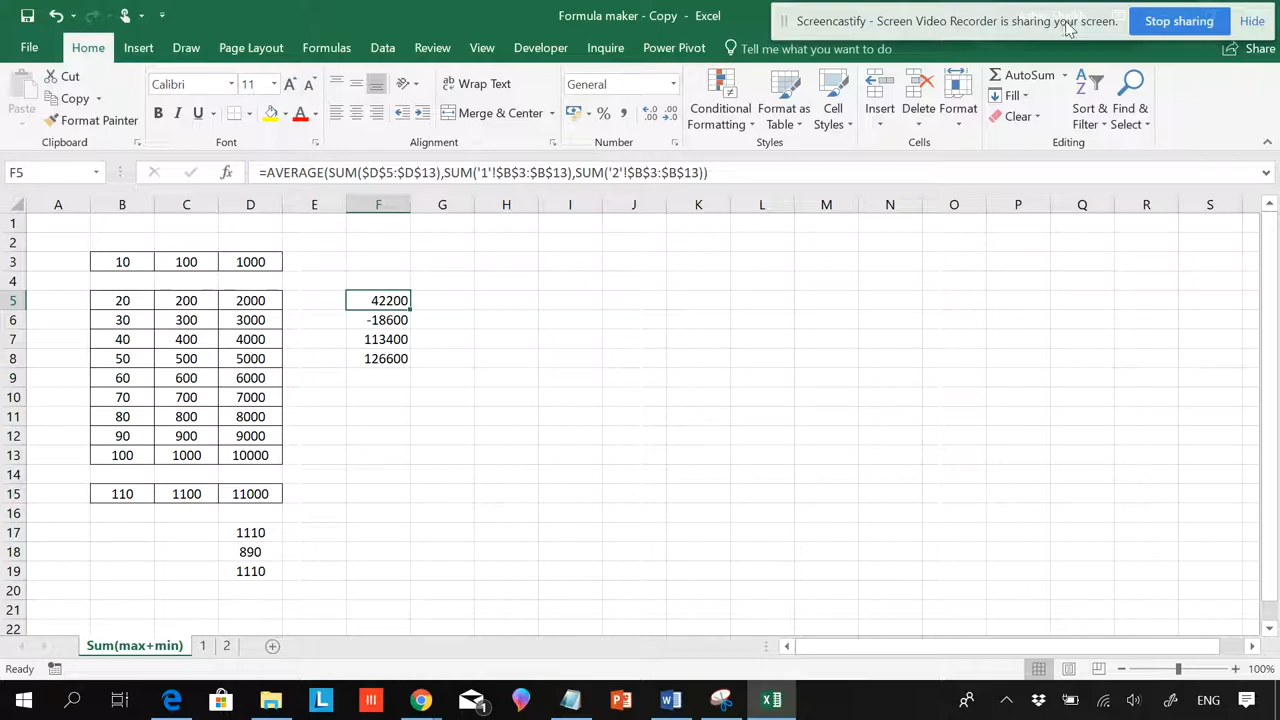 Formula maker - Copy - Excel
Screencastify - Screen Video Recorder is sharing your screen.
Stop sharing
Hide
File Home Insert Draw Page Layout Formulas Data Review View Developer Inquire Power Pivot Tell me what you want to do Share
Paste
Cut
Copy
Format Painter
Clipboard
Calibri 11
B I U
Font
Wrap Text
Merge & Center
Alignment
General
Number
Conditional Formatting
Format as Table
Cell Styles
Styles
Insert Delete Format
Cells
AutoSum
Fill
Clear
Sort & Filter
Find & Select
Editing
F5 fx =AVERAGE(SUM($D$5:$D$13),SUM('1'!$B$3:$B$13),SUM('2'!$B$3:$B$13))
A B C D E F G H I J K L M N O P Q R S
1
2
3 10 100 1000
4
5 20 200 2000 42200
6 30 300 3000 -18600
7 40 400 4000 113400
8 50 500 5000 126600
9 60 600 6000
10 70 700 7000
11 80 800 8000
12 90 900 9000
13 100 1000 10000
14
15 110 1100 11000
16
17 1110
18 890
19 1110
20
21
22
Sum(max+min) 1 2
Ready 100%
1 ENG